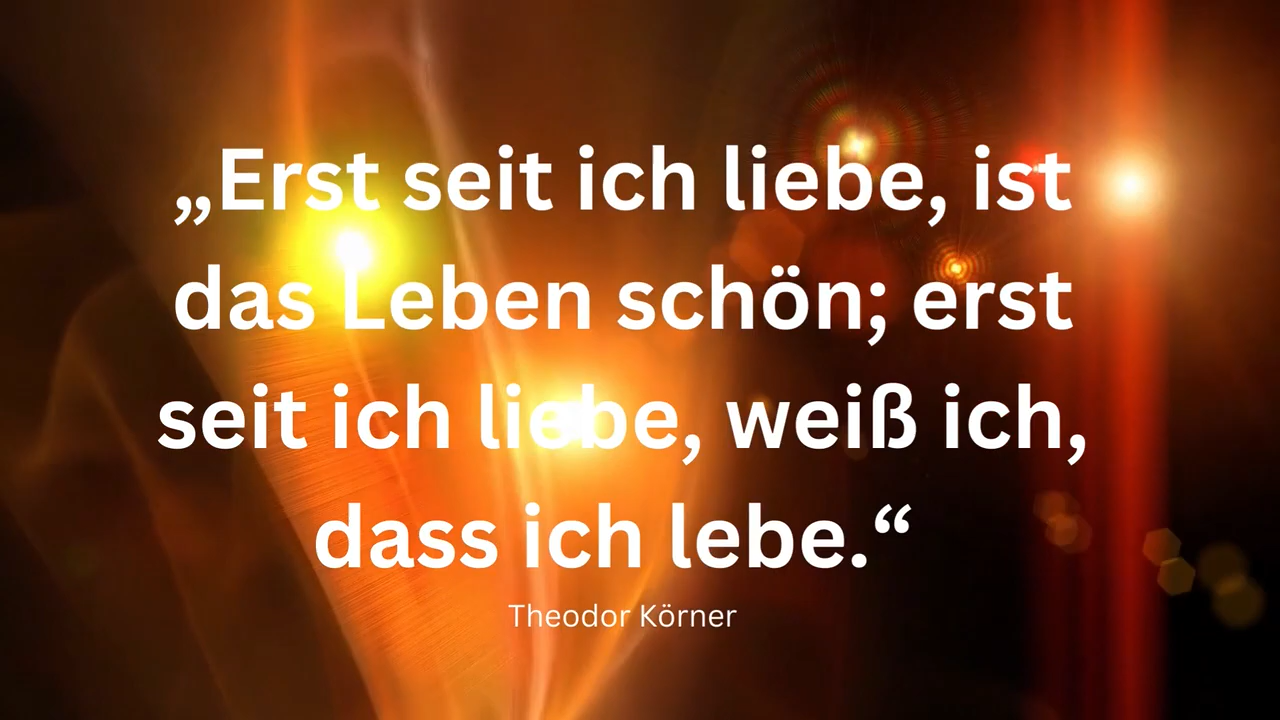 „Erst seit ich liebe, ist
das Leben schön; erst
seit ich liebe, weiß ich,
dass ich lebe.“
Theodor Körner